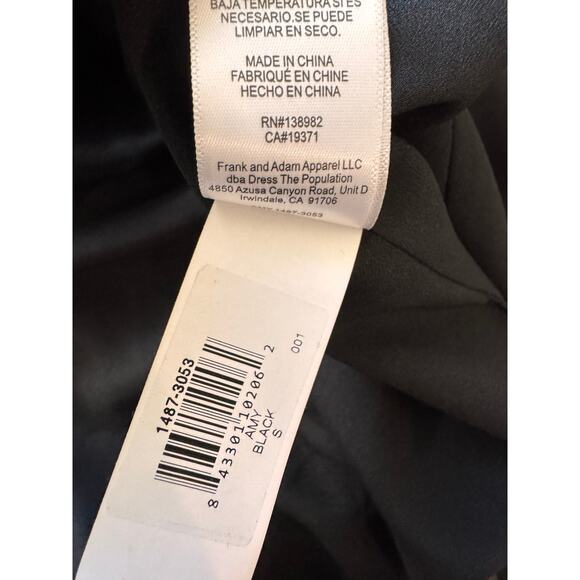 BAJA TEMPERATURA SI ES
NECESARIO.SE PUEDE
LIMPIAR EN SECO.
MADE IN CHINA
FABRIQUÉ EN CHINE
HECHO EN CHINA
RN#138982
CA#19371
Frank and Adam Apparel LLC
dba Dress The Population
4850 Azusa Canyon Road, Unit D
Irwindale, CA 91706
1487-3053
1487-3053
8 43301 10206 2
AMY
BLACK
S
001